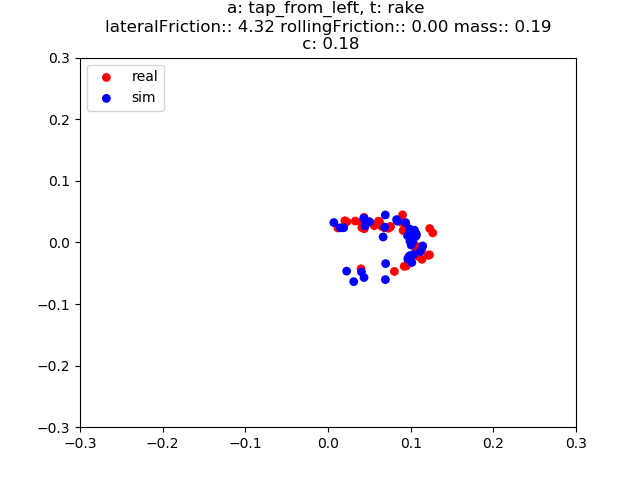 a: tap_from_left, t: rake
lateralFriction:: 4.32 rollingFriction:: 0.00 mass:: 0.19
c: 0.18
real
sim
0.3
0.2
0.1
0.0
−0.1
−0.2
−0.3
−0.3 −0.2 −0.1 0.0 0.1 0.2 0.3